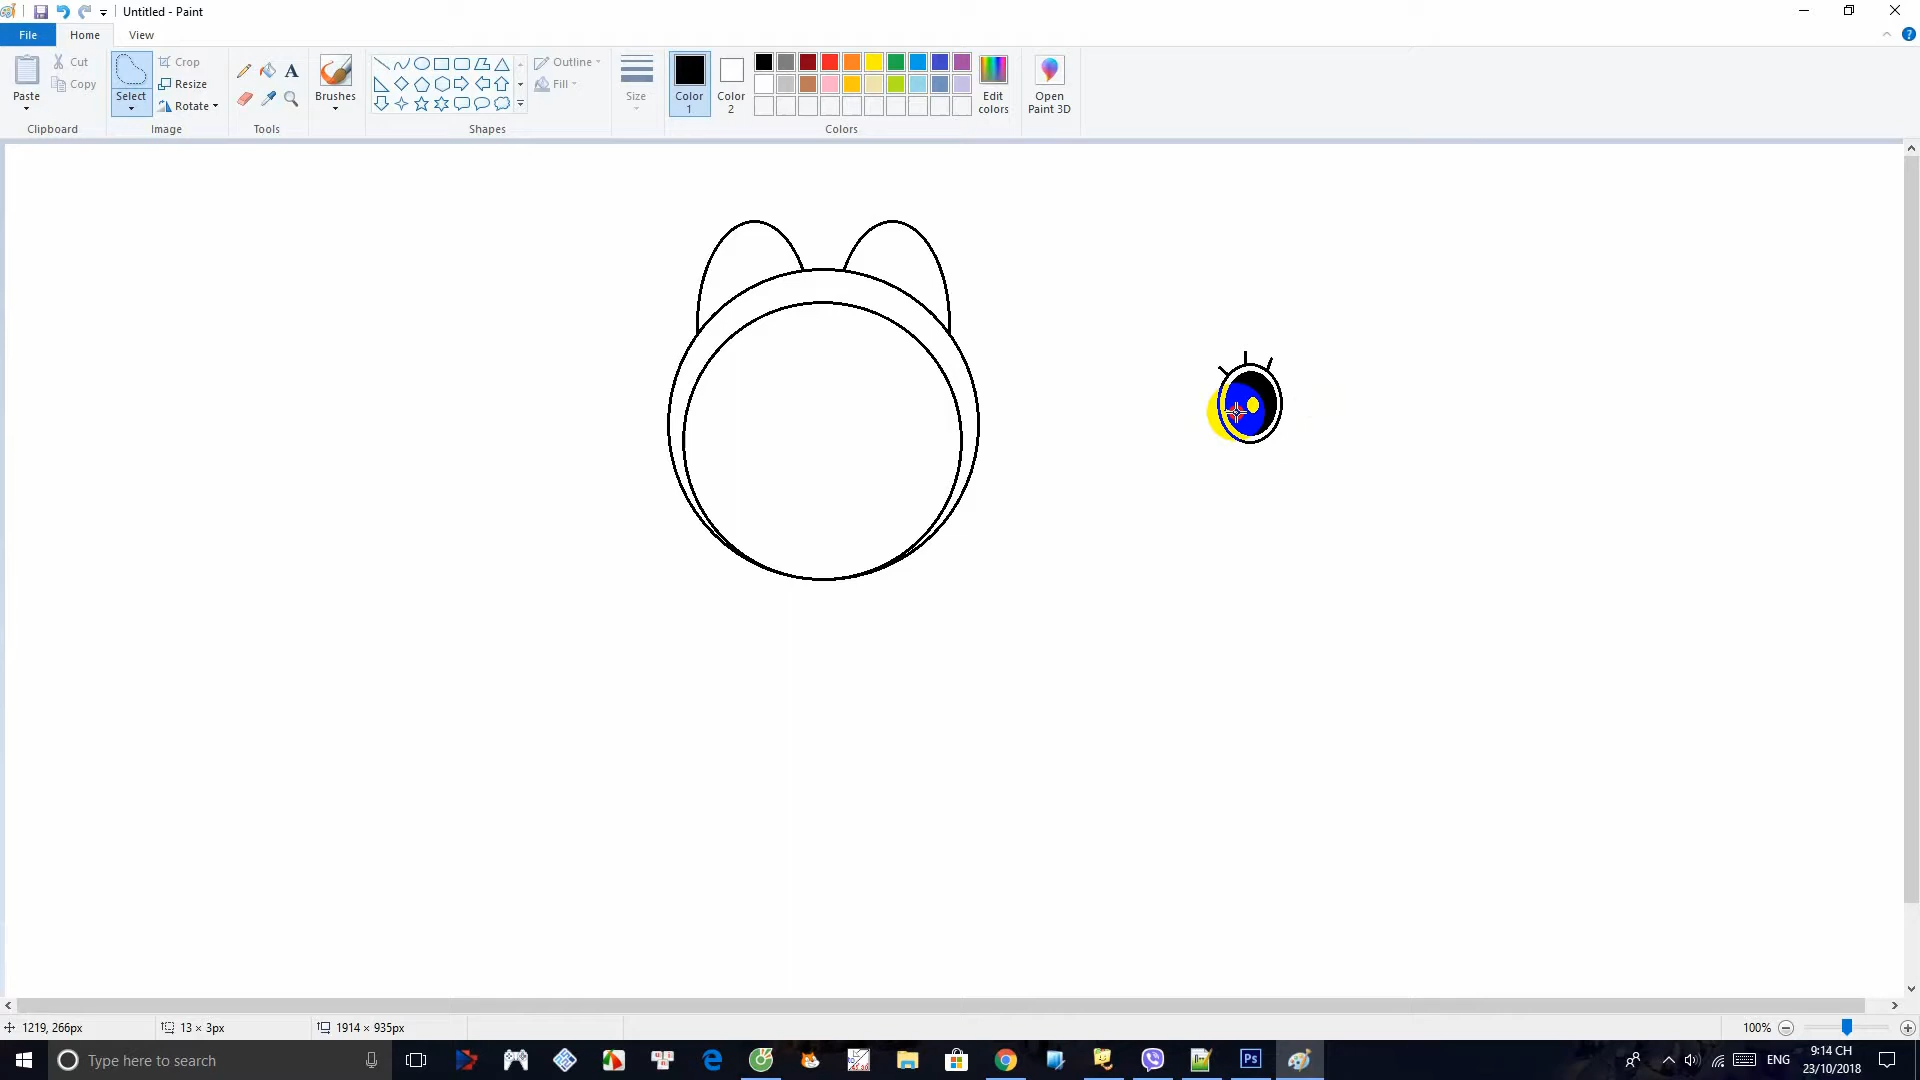 Untitled - Paint
File Home View
Paste
Cut
Copy
Clipboard
Select
Crop
Resize
Rotate
Image
A
Tools
Brushes
Shapes
Outline
Fill
Size
Color 1
Color 2
Edit colors
Colors
Open Paint 3D
1219, 266px
13 × 3px
1914 × 935px
100%
Type here to search
Ps
ENG
9:14 CH
23/10/2018